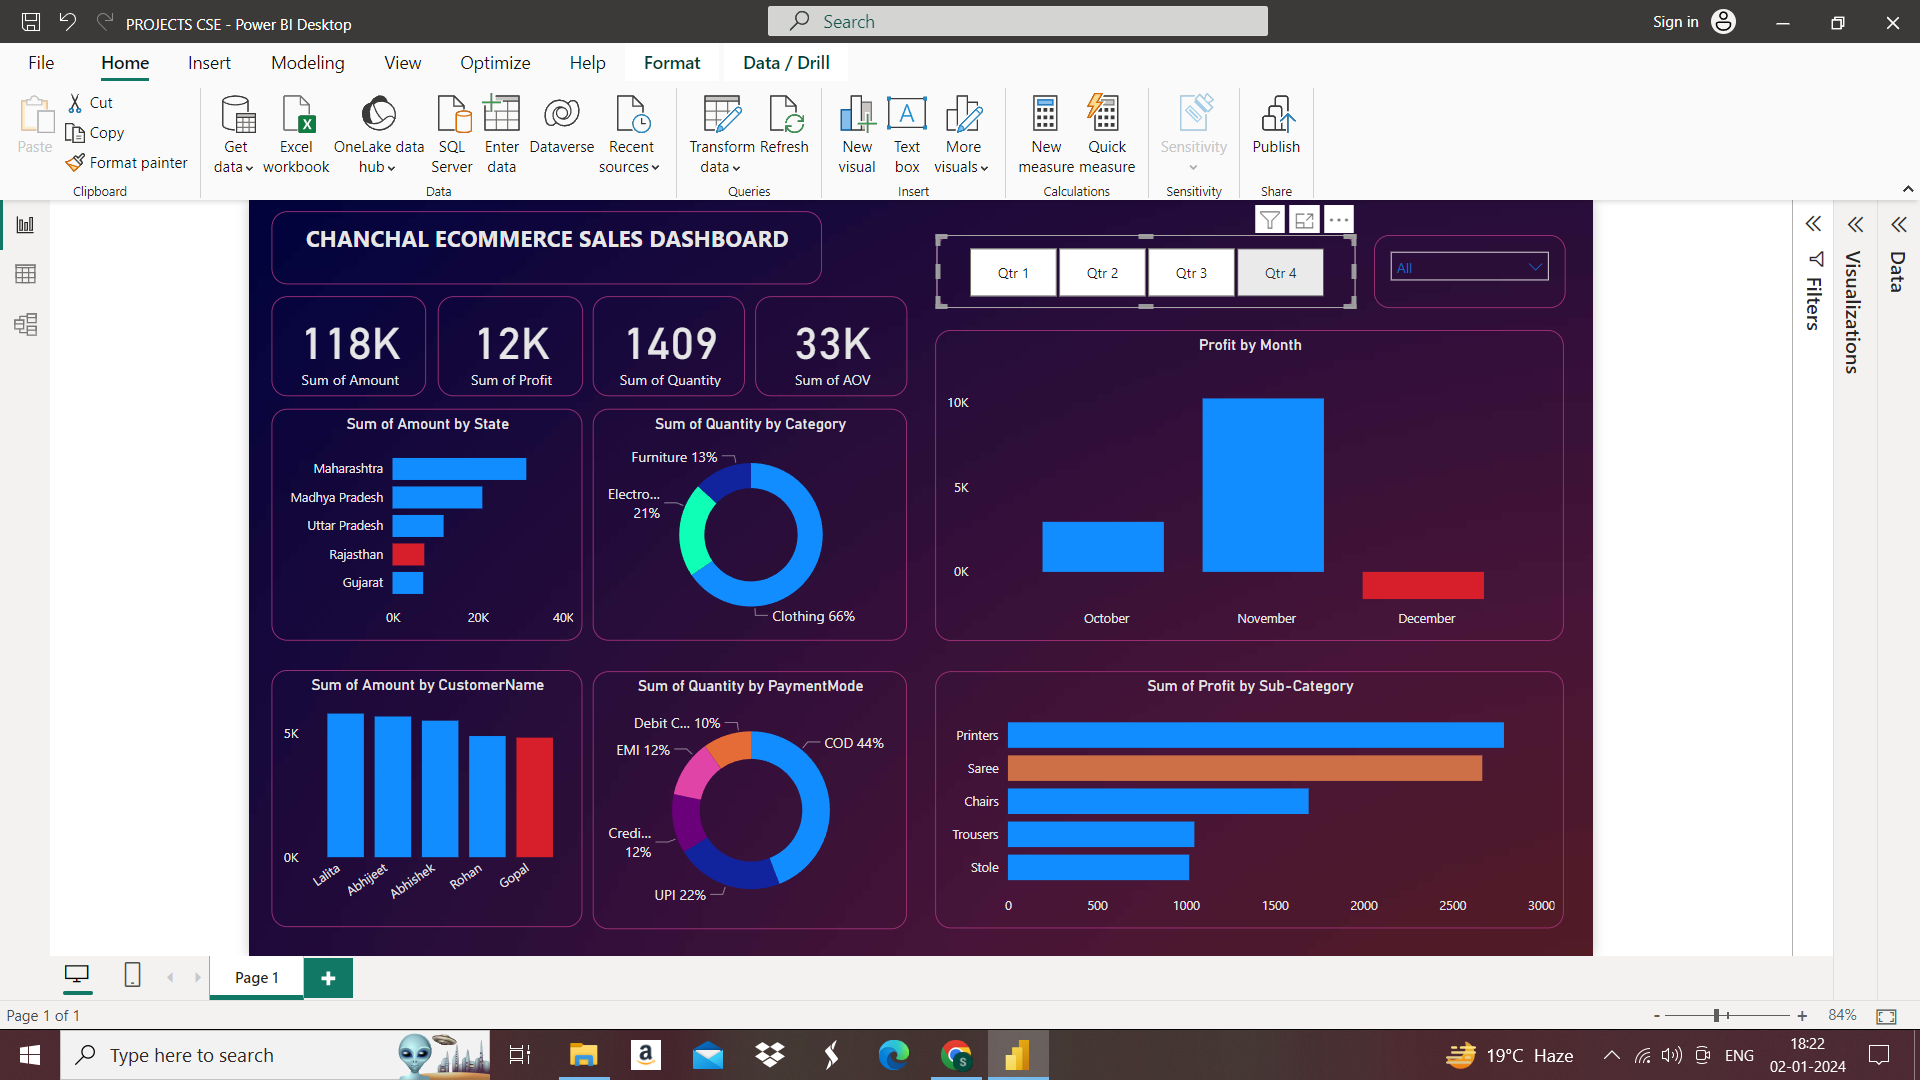 PROJECTS CSE - Power BI Desktop
Search
Sign in
File Home Insert Modeling View Optimize Help Format Data / Drill
Paste
Cut
Copy
Format painter
Clipboard
Get data
Excel workbook
OneLake data hub
SQL Server
Enter data
Dataverse
Recent sources
Data
Transform data
Refresh
Queries
New visual
Text box
More visuals
Insert
New measure
Quick measure
Calculations
Sensitivity
Sensitivity
Publish
Share
CHANCHAL ECOMMERCE SALES DASHBOARD
Qtr 1 Qtr 2 Qtr 3 Qtr 4
All
118K
Sum of Amount
12K
Sum of Profit
1409
Sum of Quantity
33K
Sum of AOV
Sum of Amount by State
Maharashtra
Madhya Pradesh
Uttar Pradesh
Rajasthan
Gujarat
0K 20K 40K
Sum of Quantity by Category
Furniture 13%
Electro...
21%
Clothing 66%
Profit by Month
10K
5K
0K
October November December
Sum of Amount by CustomerName
5K
0K
Lalita Abhijeet Abhishek Rohan Gopal
Sum of Quantity by PaymentMode
Debit C... 10%
EMI 12%
COD 44%
Credi...
12%
UPI 22%
Sum of Profit by Sub-Category
Printers
Saree
Chairs
Trousers
Stole
0 500 1000 1500 2000 2500 3000
Filters
Visualizations
Data
Page 1
+
Page 1 of 1
- + 84%
Type here to search
19°C Haze
ENG
18:22
02-01-2024